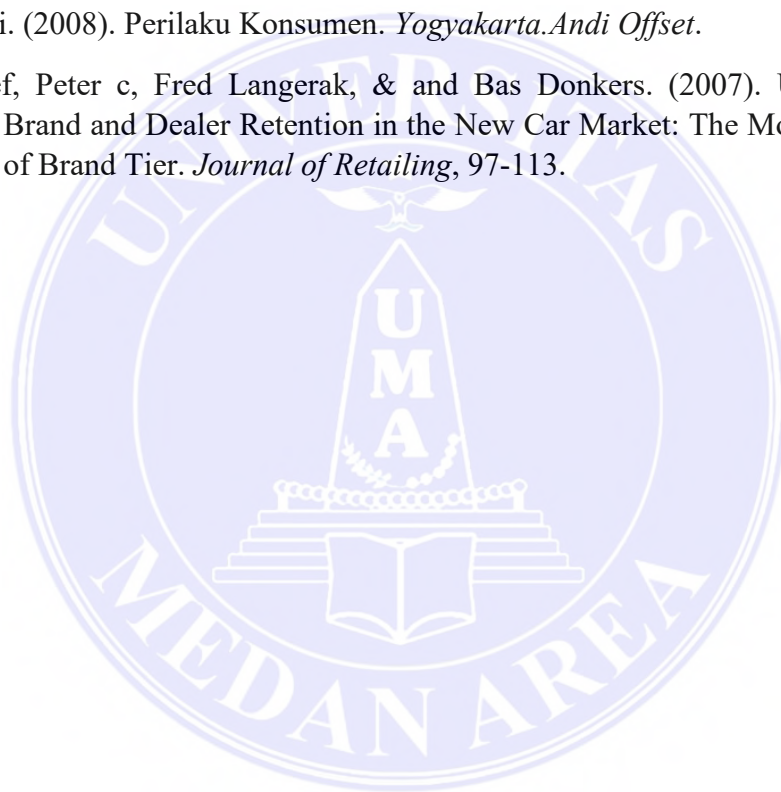 i. (2008). Perilaku Konsumen. Yogyakarta.Andi Offset.
ef, Peter c, Fred Langerak, & and Bas Donkers. (2007). U
Brand and Dealer Retention in the New Car Market: The Mo
of Brand Tier. Journal of Retailing, 97-113.
UNIVERSITAS
U
M
A
MEDAN AREA